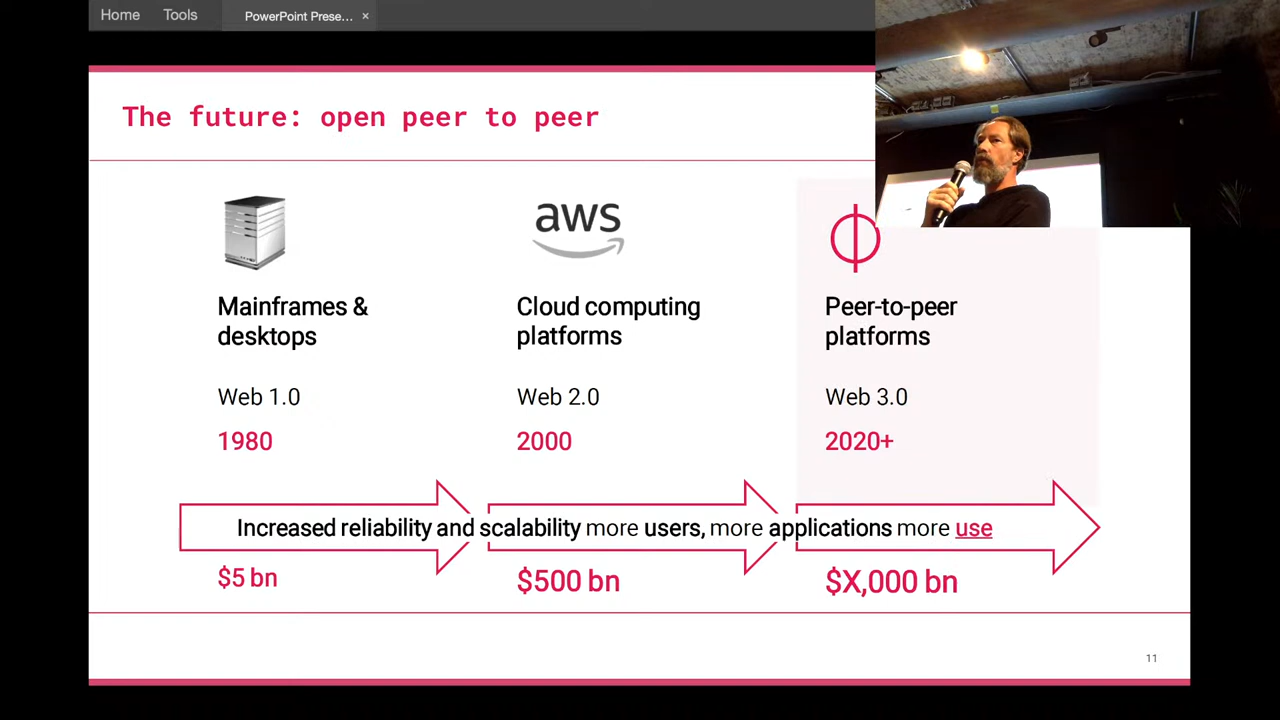 Home Tools PowerPoint Prese... ×
The future: open peer to peer
aws
Mainframes &
desktops
Web 1.0
1980
Cloud computing
platforms
Web 2.0
2000
Peer-to-peer
platforms
Web 3.0
2020+
Increased reliability and scalability more users, more applications more use
$5 bn
$500 bn
$X,000 bn
11